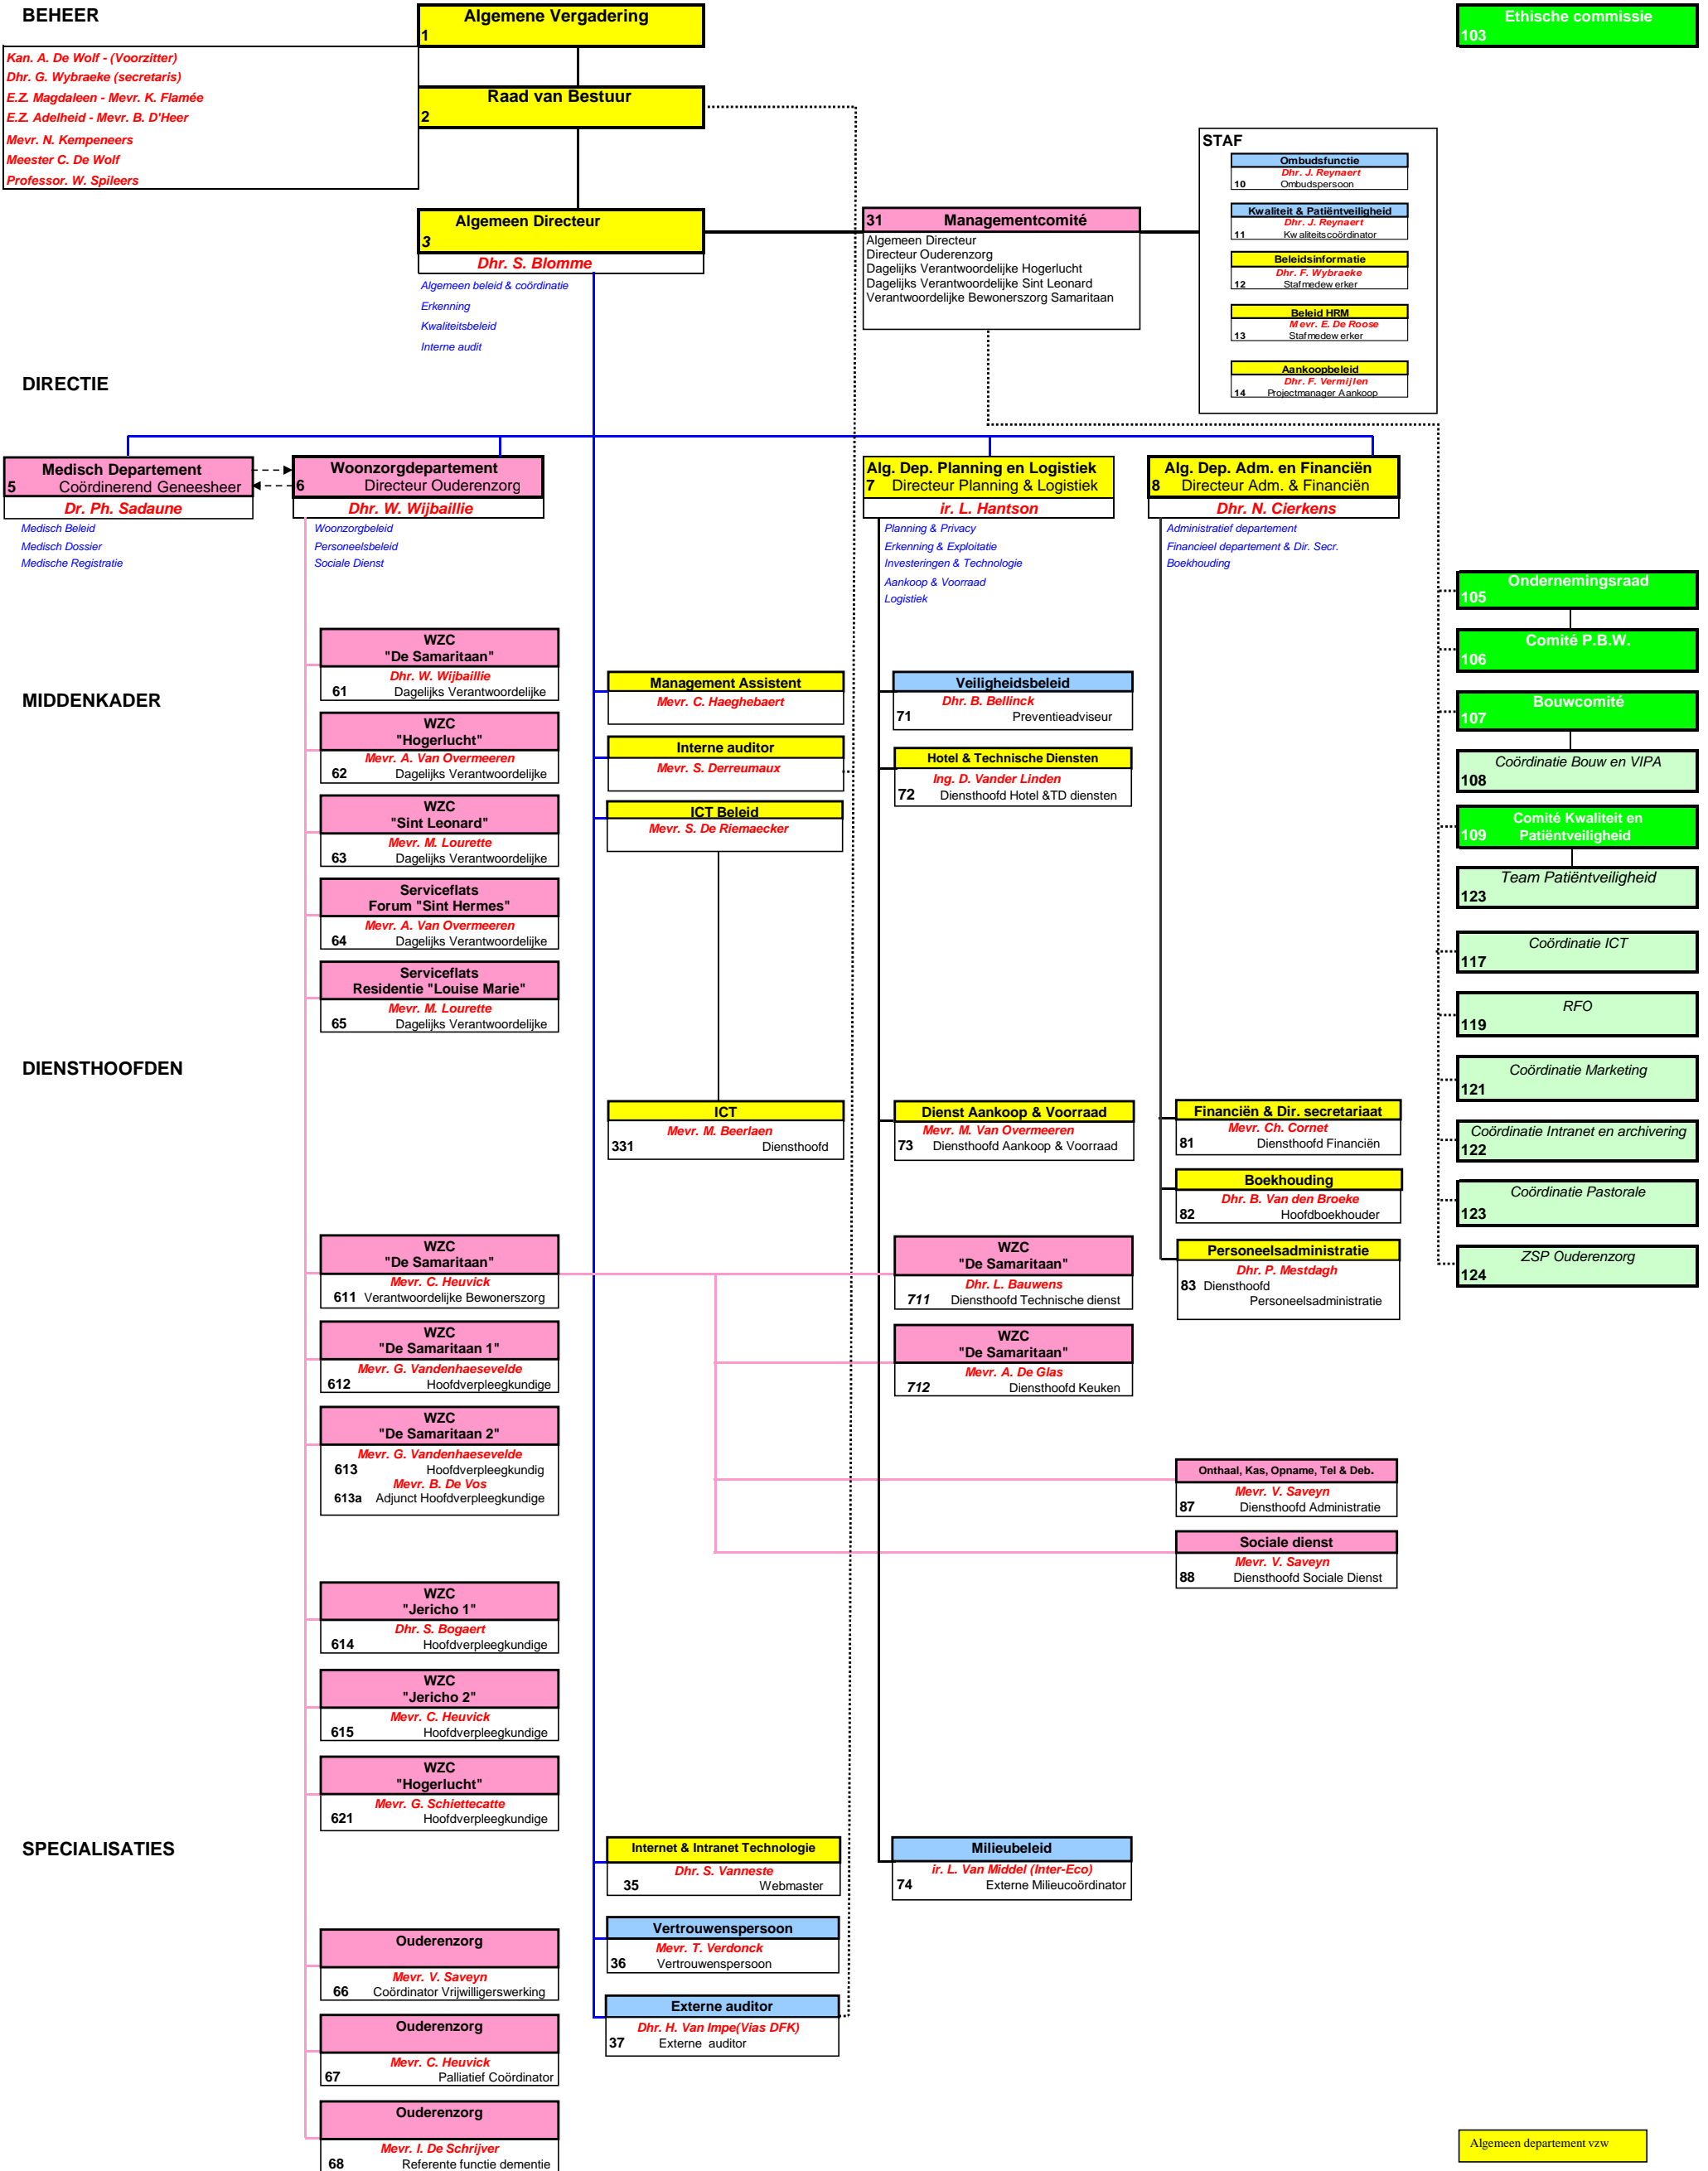 BEHEER
Algemene Vergadering
1
Ethische commissie
103
Kan. A. De Wolf - (Voorzitter)
Dhr. G. Wybraeke (secretaris)
E.Z. Magdaleen - Mevr. K. Flamée
E.Z. Adelheid - Mevr. B. D'Heer
Mevr. N. Kempeneers
Meester C. De Wolf
Professor. W. Spileers
Raad van Bestuur
2
STAF
Ombudsfunctie
Dhr. J. Reynaert
10 Ombudspersoon
Kwaliteit & Patiëntveiligheid
Dhr. J. Reynaert
11 Kwaliteitscoördinator
Beleidsinformatie
Dhr. F. Wybraeke
12 Stafmedewerker
Beleid HRM
Mevr. E. De Roose
13 Stafmedewerker
Aankoopbeleid
Dhr. F. Vermijlen
14 Projectmanager Aankoop
Algemeen Directeur
3
Dhr. S. Blomme
Algemeen beleid & coördinatie
Erkenning
Kwaliteitsbeleid
Interne audit
31 Managementcomité
Algemeen Directeur
Directeur Ouderenzorg
Dagelijks Verantwoordelijke Hogerlucht
Dagelijks Verantwoordelijke Sint Leonard
Verantwoordelijke Bewonerszorg Samaritaan
DIRECTIE
Medisch Departement
5 Coördinerend Geneesheer
Dr. Ph. Sadaune
Medisch Beleid
Medisch Dossier
Medische Registratie
Woonzorgdepartement
6 Directeur Ouderenzorg
Dhr. W. Wijbaillie
Woonzorgbeleid
Personeelsbeleid
Sociale Dienst
Alg. Dep. Planning en Logistiek
7 Directeur Planning & Logistiek
ir. L. Hantson
Planning & Privacy
Erkenning & Exploitatie
Investeringen & Technologie
Aankoop & Voorraad
Logistiek
Alg. Dep. Adm. en Financiën
8 Directeur Adm. & Financiën
Dhr. N. Cierkens
Administratief departement
Financieel departement & Dir. Secr.
Boekhouding
Ondernemingsraad
105
Comité P.B.W.
106
Bouwcomité
107
Coördinatie Bouw en VIPA
108
Comité Kwaliteit en
109 Patiëntveiligheid
Team Patiëntveiligheid
123
Coördinatie ICT
117
RFO
119
Coördinatie Marketing
121
Coördinatie Intranet en archivering
122
Coördinatie Pastorale
123
ZSP Ouderenzorg
124
MIDDENKADER
WZC
"De Samaritaan"
Dhr. W. Wijbaillie
61 Dagelijks Verantwoordelijke
WZC
"Hogerlucht"
Mevr. A. Van Overmeeren
62 Dagelijks Verantwoordelijke
WZC
"Sint Leonard"
Mevr. M. Lourette
63 Dagelijks Verantwoordelijke
Serviceflats
Forum "Sint Hermes"
Mevr. A. Van Overmeeren
64 Dagelijks Verantwoordelijke
Serviceflats
Residentie "Louise Marie"
Mevr. M. Lourette
65 Dagelijks Verantwoordelijke
Management Assistent
Mevr. C. Haeghebaert
Interne auditor
Mevr. S. Derreumaux
ICT Beleid
Mevr. S. De Riemaecker
Veiligheidsbeleid
Dhr. B. Bellinck
71 Preventieadviseur
Hotel & Technische Diensten
Ing. D. Vander Linden
72 Diensthoofd Hotel &TD diensten
DIENSTHOOFDEN
ICT
Mevr. M. Beerlaen
331 Diensthoofd
Dienst Aankoop & Voorraad
Mevr. M. Van Overmeeren
73 Diensthoofd Aankoop & Voorraad
Financiën & Dir. secretariaat
Mevr. Ch. Cornet
81 Diensthoofd Financiën
Boekhouding
Dhr. B. Van den Broeke
82 Hoofdboekhouder
Personeelsadministratie
Dhr. P. Mestdagh
83 Diensthoofd
Personeelsadministratie
WZC
"De Samaritaan"
Mevr. C. Heuvick
611 Verantwoordelijke Bewonerszorg
WZC
"De Samaritaan 1"
Mevr. G. Vandenhaesevelde
612 Hoofdverpleegkundige
WZC
"De Samaritaan 2"
Mevr. G. Vandenhaesevelde
613 Hoofdverpleegkundig
Mevr. B. De Vos
613a Adjunct Hoofdverpleegkundige
WZC
"De Samaritaan"
Dhr. L. Bauwens
711 Diensthoofd Technische dienst
WZC
"De Samaritaan"
Mevr. A. De Glas
712 Diensthoofd Keuken
Onthaal, Kas, Opname, Tel & Deb.
Mevr. V. Saveyn
87 Diensthoofd Administratie
Sociale dienst
Mevr. V. Saveyn
88 Diensthoofd Sociale Dienst
WZC
"Jericho 1"
Dhr. S. Bogaert
614 Hoofdverpleegkundige
WZC
"Jericho 2"
Mevr. C. Heuvick
615 Hoofdverpleegkundige
WZC
"Hogerlucht"
Mevr. G. Schiettecatte
621 Hoofdverpleegkundige
SPECIALISATIES
Internet & Intranet Technologie
Dhr. S. Vanneste
35 Webmaster
Vertrouwenspersoon
Mevr. T. Verdonck
36 Vertrouwenspersoon
Externe auditor
Dhr. H. Van Impe(Vias DFK)
37 Externe auditor
Milieubeleid
ir. L. Van Middel (Inter-Eco)
74 Externe Milieucoördinator
Ouderenzorg
Mevr. V. Saveyn
66 Coördinator Vrijwilligerswerking
Ouderenzorg
Mevr. C. Heuvick
67 Palliatief Coördinator
Ouderenzorg
Mevr. I. De Schrijver
68 Referente functie dementie
Algemeen departement vzw